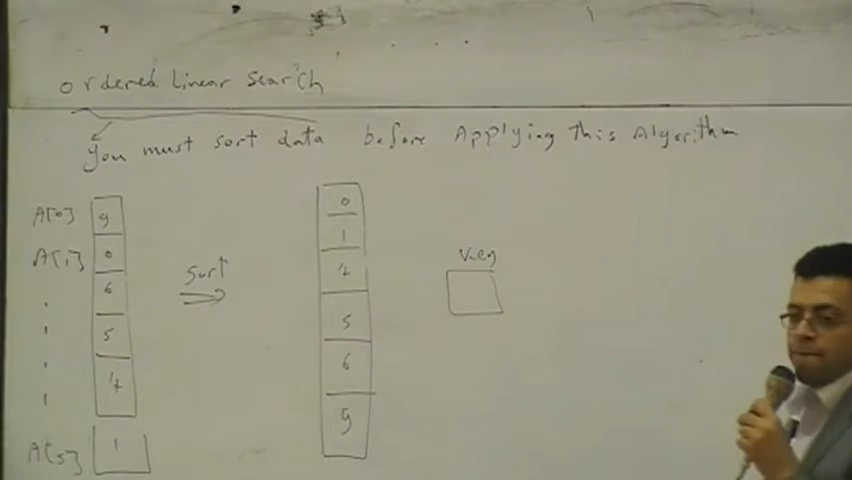 ordered Linear Search
You must sort data before Applying This Algorithm
A[0] 9 0
A[1] 0 1
6 4
Sort
Key
5 5
4 6
A[5] 1 9